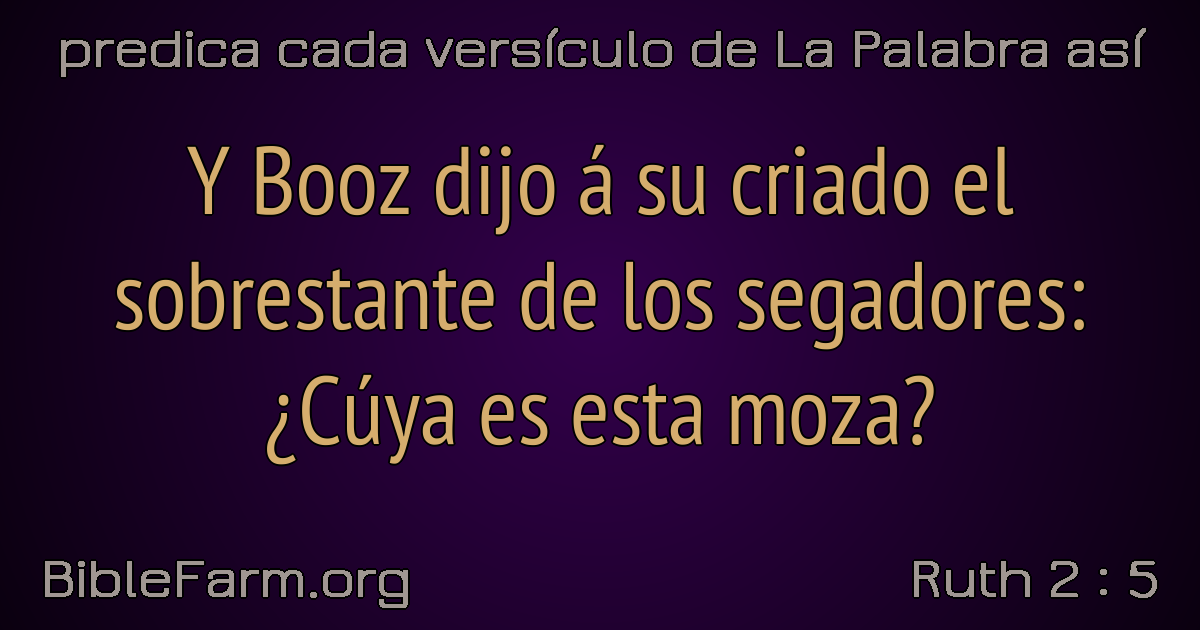 predica cada versículo de La Palabra así
Y Booz dijo á su criado el
sobrestante de los segadores:
¿Cúya es esta moza?
BibleFarm.org
Ruth 2 : 5